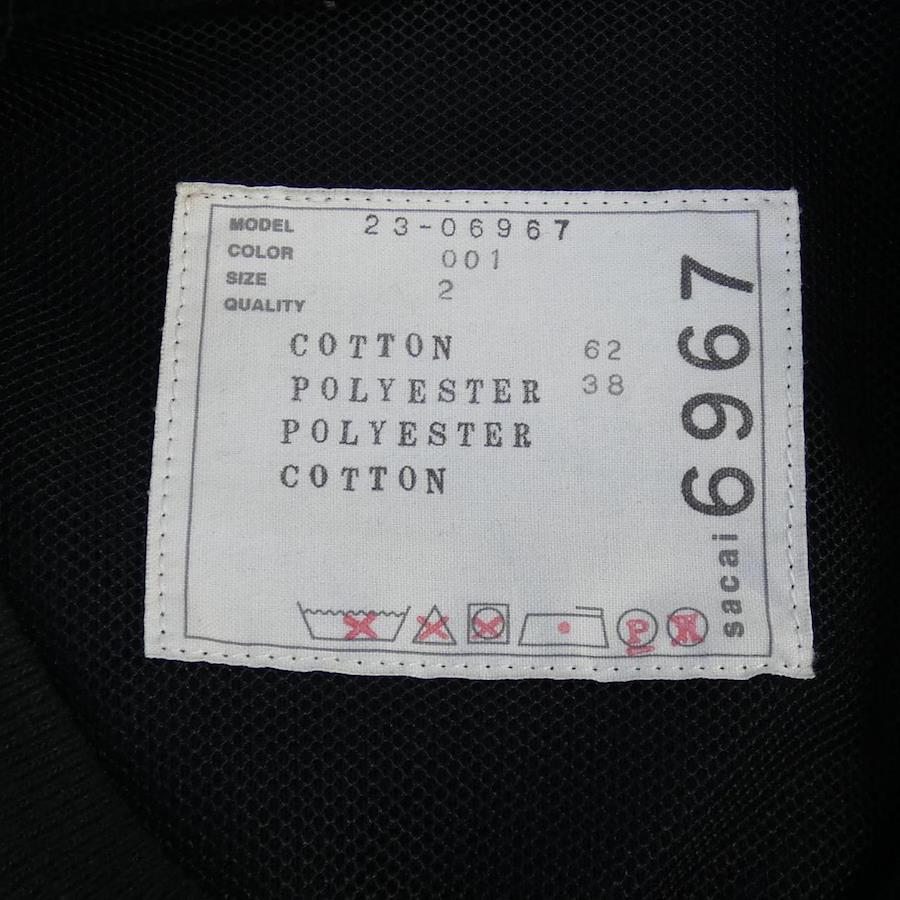 MODEL 23-06967
COLOR 001
SIZE 2
QUALITY
COTTON 62
POLYESTER 38
POLYESTER
COTTON
P
sacai 6967